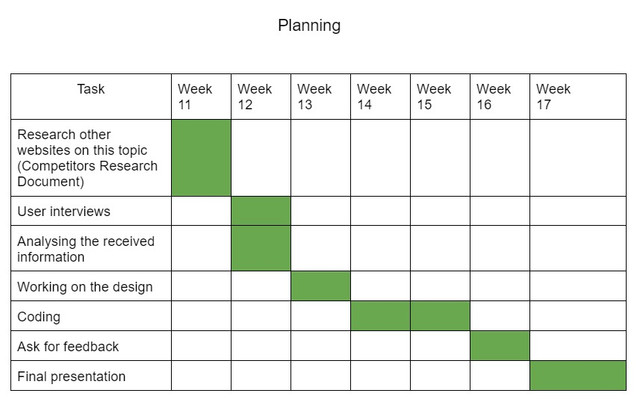 Planning
Task
Week
11
Week
12
Week
13
Week
14
Week
15
Week
16
Week
17
Research other
websites on this topic
(Competitors Research
Document)
User interviews
Analysing the received
information
Working on the design
Coding
Ask for feedback
Final presentation